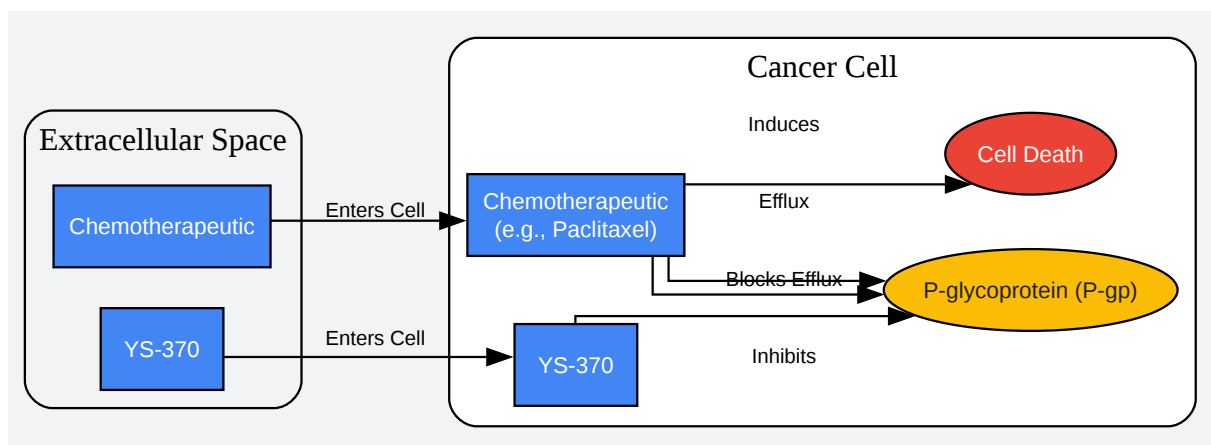 Cancer Cell
Extracellular Space
Induces
Cell Death
Chemotherapeutic
Enters Cell
Chemotherapeutic
(e.g., Paclitaxel)
Efflux
Blocks Efflux
P-glycoprotein (P-gp)
YS-370
Enters Cell
YS-370
Inhibits